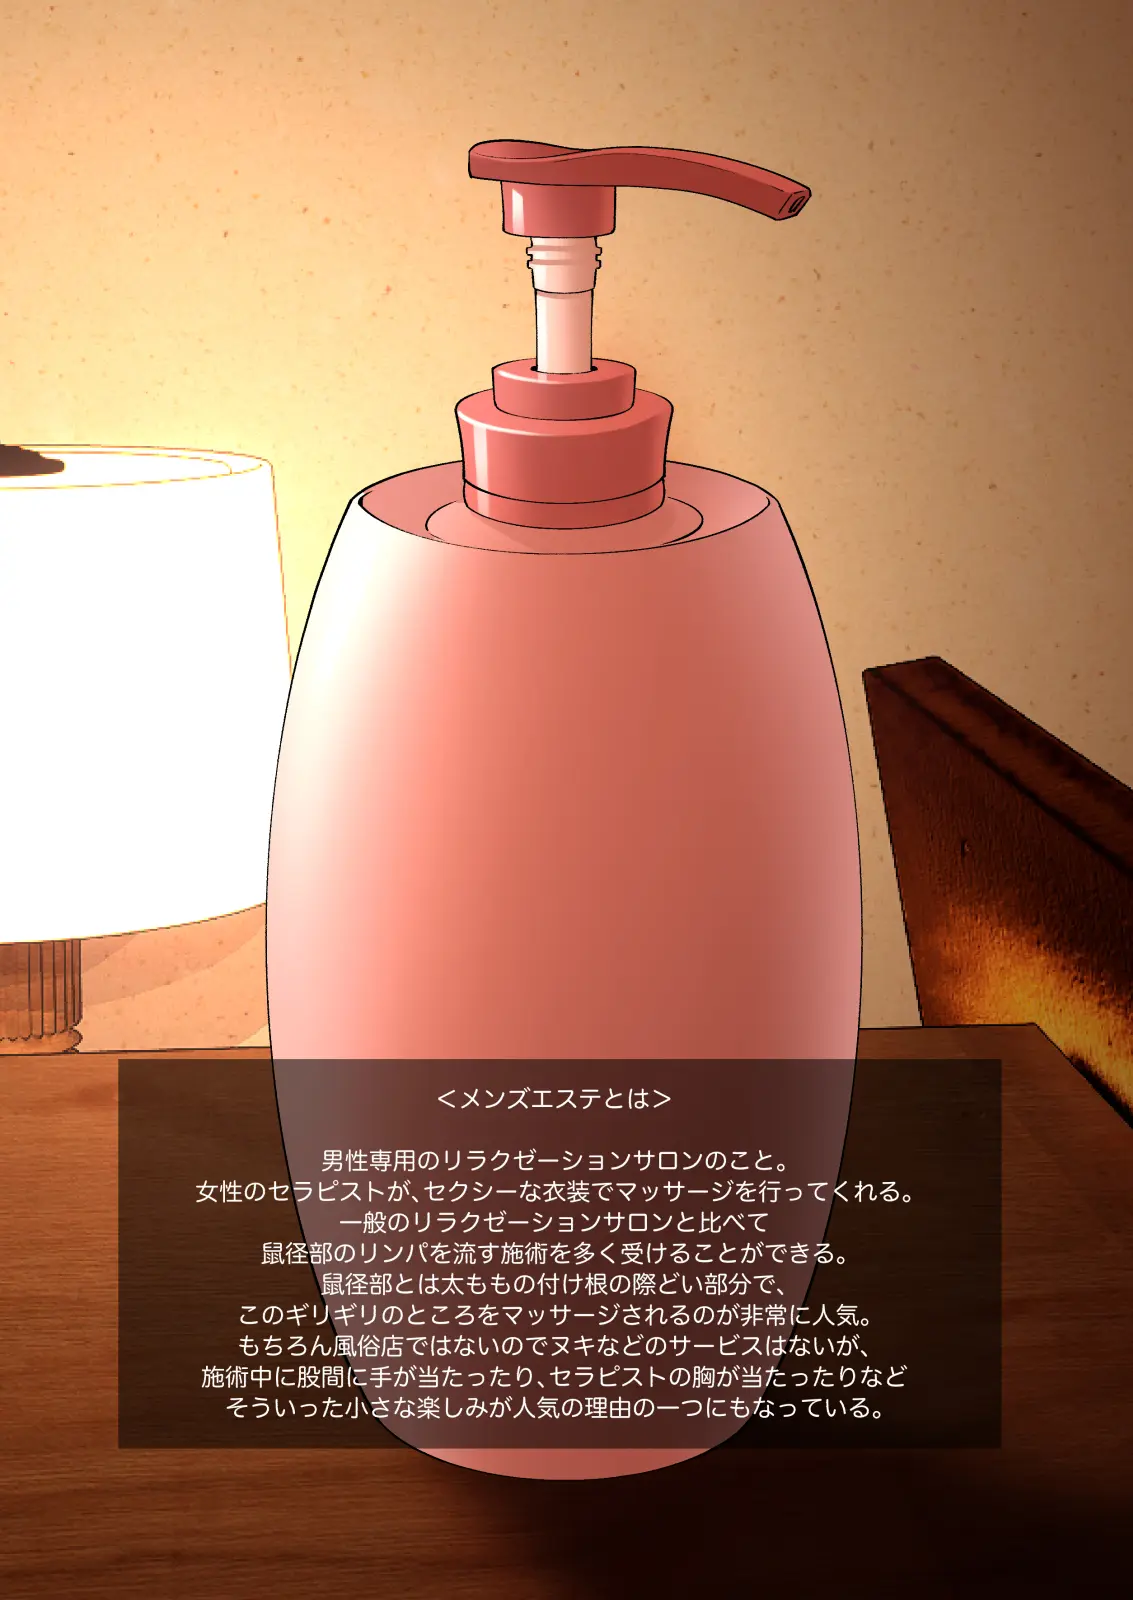 ＜メンズエステとは＞
男性専用のリラクゼーションサロンのこと。
女性のセラピストが、セクシーな衣装でマッサージを行ってくれる。
一般のリラクゼーションサロンと比べて
鼠径部のリンパを流す施術を多く受けることができる。
鼠径部とは太ももの付け根の際どい部分で、
このギリギリのところをマッサージされるのが非常に人気。
もちろん風俗店ではないのでヌキなどのサービスはないが、
施術中に股間に手が当たったり、セラピストの胸が当たったりなど
そういった小さな楽しみが人気の理由の一つにもなっている。